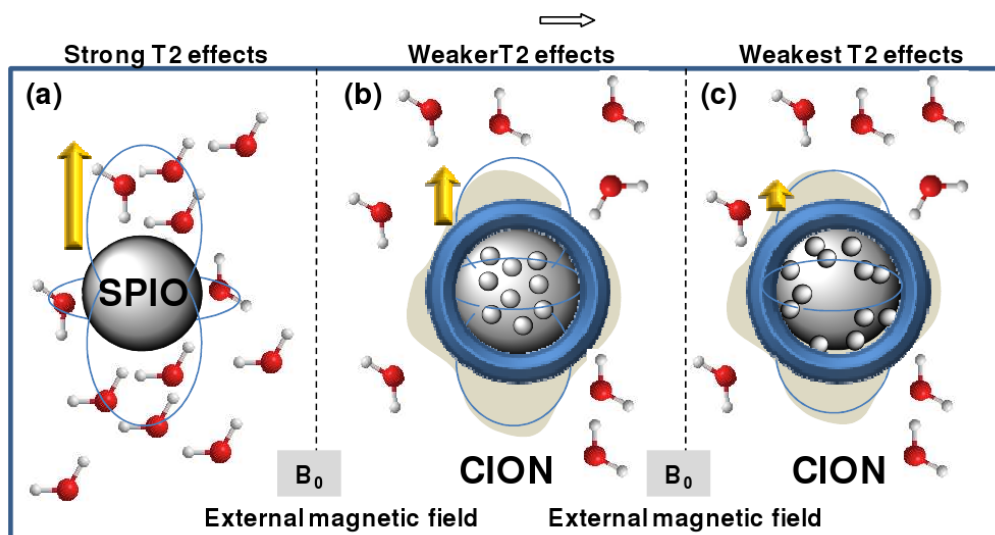 Strong T2 effects
WeakerT2 effects
Weakest T2 effects
(a)
(b)
(c)
SPIO
CION
CION
B₀
B₀
External magnetic field
External magnetic field